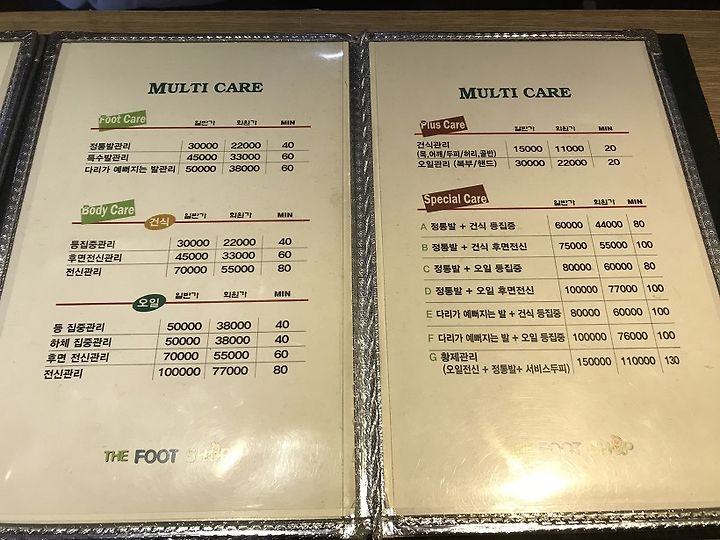 MULTI CARE
Foot Care 일반가 회원가 MIN
정통발관리 30000 22000 40
특수발관리 45000 33000 60
다리가 예뻐지는 발관리 50000 38000 60
Body Care 건식 일반가 회원가 MIN
등집중관리 30000 22000 40
후면전신관리 45000 33000 60
전신관리 70000 55000 80
오일 일반가 회원가 MIN
등 집중관리 50000 38000 40
하체 집중관리 50000 38000 40
후면 전신관리 70000 55000 60
전신관리 100000 77000 80
THE FOOT SHOP
MULTI CARE
Plus Care 일반가 회원가 MIN
건식관리
(목,어깨/두피/허리,골반) 15000 11000 20
오일관리 (복부/핸드) 30000 22000 20
Special Care 일반가 회원가 MIN
A 정통발 + 건식 등집중 60000 44000 80
B 정통발 + 건식 후면전신 75000 55000 100
C 정통발 + 오일 등집중 80000 60000 80
D 정통발 + 오일 후면전신 100000 77000 100
E 다리가 예뻐지는 발 + 건식 등집중 80000 60000 100
F 다리가 예뻐지는 발 + 오일 등집중 100000 76000 100
G 황제관리
(오일전신 + 정통발+ 서비스두피) 150000 110000 130
THE FOOT SHOP